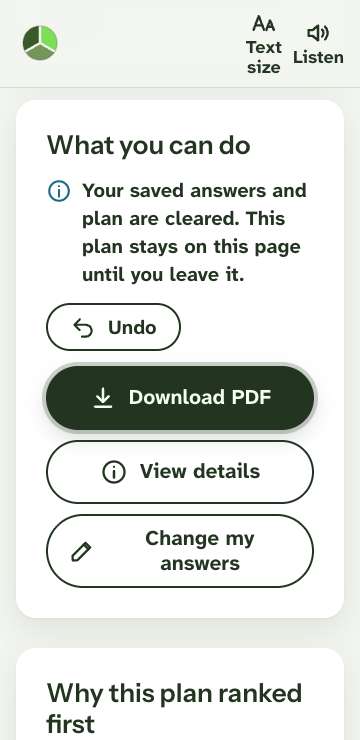 Text
size
Listen
What you can do
Your saved answers and
plan are cleared. This
plan stays on this page
until you leave it.
Undo
Download PDF
View details
Change my
answers
Why this plan ranked
first